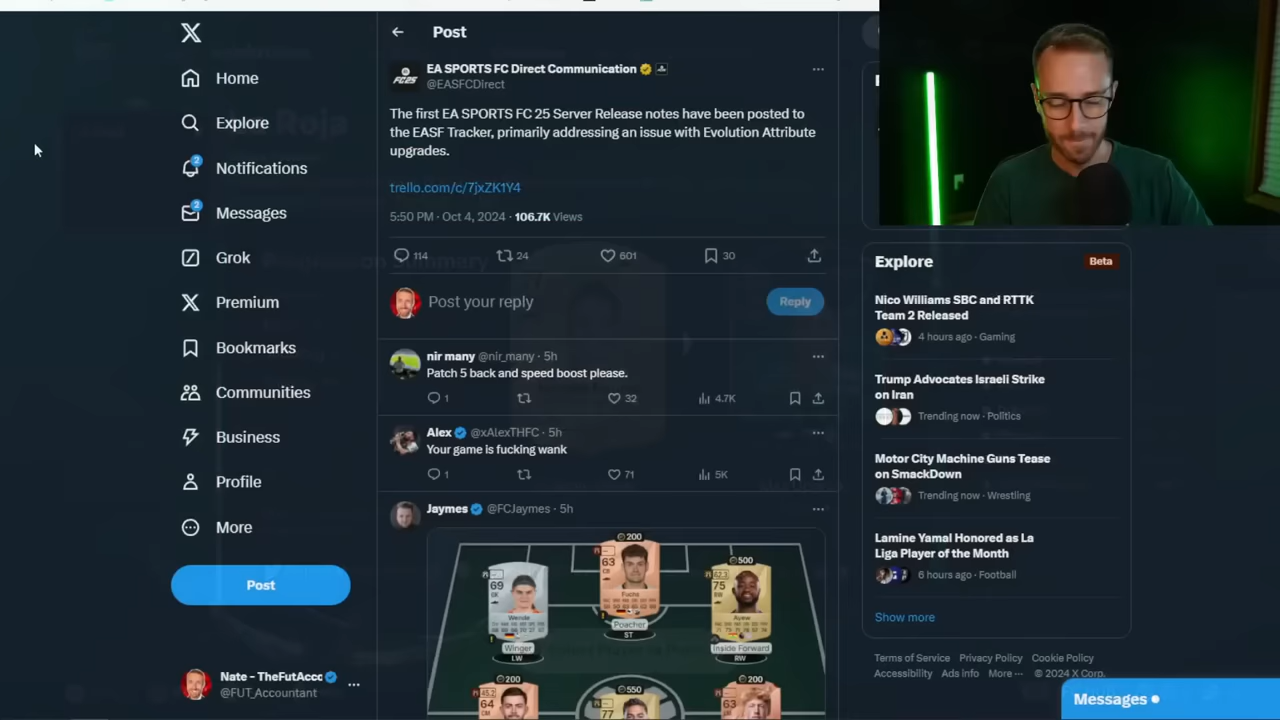 Home
Explore
Notifications
2
Messages
2
Grok
Premium
Bookmarks
Communities
Business
Profile
More
Post
Nate - TheFutAcco
@FUT_Accountant
Post
EA SPORTS FC Direct Communication
@EASFCDirect
The first EA SPORTS FC 25 Server Release notes have been posted to
the EASF Tracker, primarily addressing an issue with Evolution Attribute
upgrades.
trello.com/c/7jxZK1Y4
5:50 PM · Oct 4, 2024 · 106.7K Views
114 24 601 30
Post your reply
Reply
nir many @nir_many · 5h
Patch 5 back and speed boost please.
1 32 4.7K
Alex @xAlexTHFC · 5h
Your game is fucking wank
1 71 5K
Jaymes @FCJaymes · 5h
200
63
Fuchs
Poacher
ST
69
Wende
Winger
LW
500
75
Ayew
Inside Forward
RW
200
64
550
77
200
Explore
Beta
Nico Williams SBC and RTTK
Team 2 Released
4 hours ago · Gaming
Trump Advocates Israeli Strike
on Iran
Trending now · Politics
Motor City Machine Guns Tease
on SmackDown
Trending now · Wrestling
Lamine Yamal Honored as La
Liga Player of the Month
6 hours ago · Football
Show more
Terms of Service Privacy Policy Cookie Policy
Accessibility Ads info More ··· © 2024 X Corp.
Messages